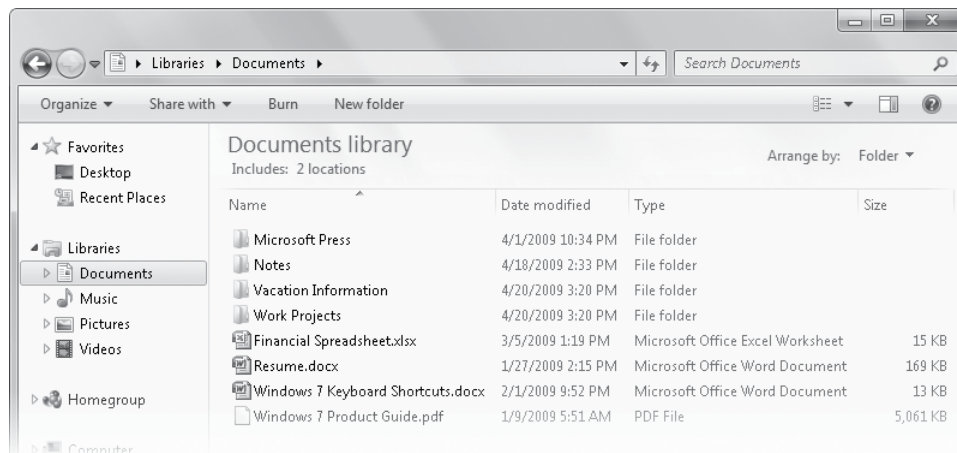 Libraries Documents
Search Documents
Organize Share with Burn New folder
Favorites
Desktop
Recent Places
Libraries
Documents
Music
Pictures
Videos
Homegroup
Computer
Documents library
Includes: 2 locations
Arrange by: Folder
Name Date modified Type Size
Microsoft Press 4/1/2009 10:34 PM File folder
Notes 4/18/2009 2:33 PM File folder
Vacation Information 4/20/2009 3:20 PM File folder
Work Projects 4/20/2009 3:20 PM File folder
Financial Spreadsheet.xlsx 3/5/2009 1:19 PM Microsoft Office Excel Worksheet 15 KB
Resume.docx 1/27/2009 2:15 PM Microsoft Office Word Document 169 KB
Windows 7 Keyboard Shortcuts.docx 2/1/2009 9:52 PM Microsoft Office Word Document 13 KB
Windows 7 Product Guide.pdf 1/9/2009 5:51 AM PDF File 5,061 KB